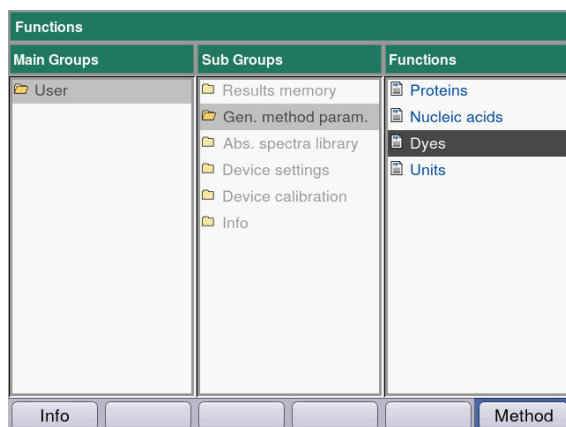 Functions
Main Groups
Sub Groups
Functions
User
Results memory
Gen. method param.
Abs. spectra library
Device settings
Device calibration
Info
Proteins
Nucleic acids
Dyes
Units
Info
Method